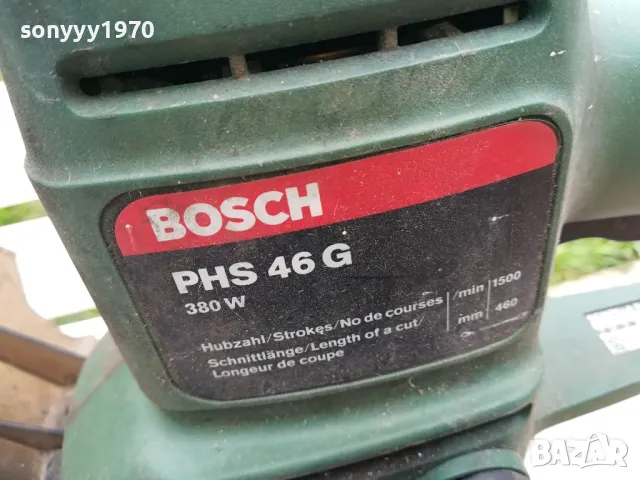 sonyyy1970
BOSCH
PHS 46 G
380 W
Hubzahl/Strokes/No de courses /min 1500
Schnittlänge/Length of a cut/ mm 460
Longeur de coupe
BAZAR